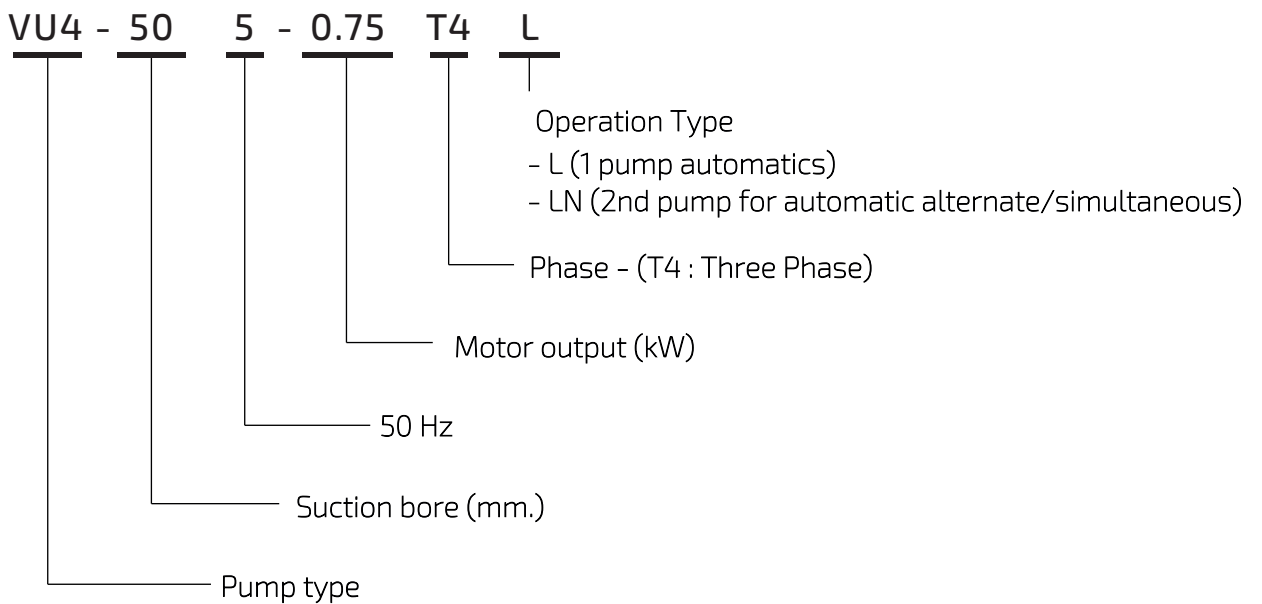 VU4 - 50 5 - 0.75 T4 L
Operation Type
- L (1 pump automatics)
- LN (2nd pump for automatic alternate/simultaneous)
Phase - (T4 : Three Phase)
Motor output (kW)
50 Hz
Suction bore (mm.)
Pump type